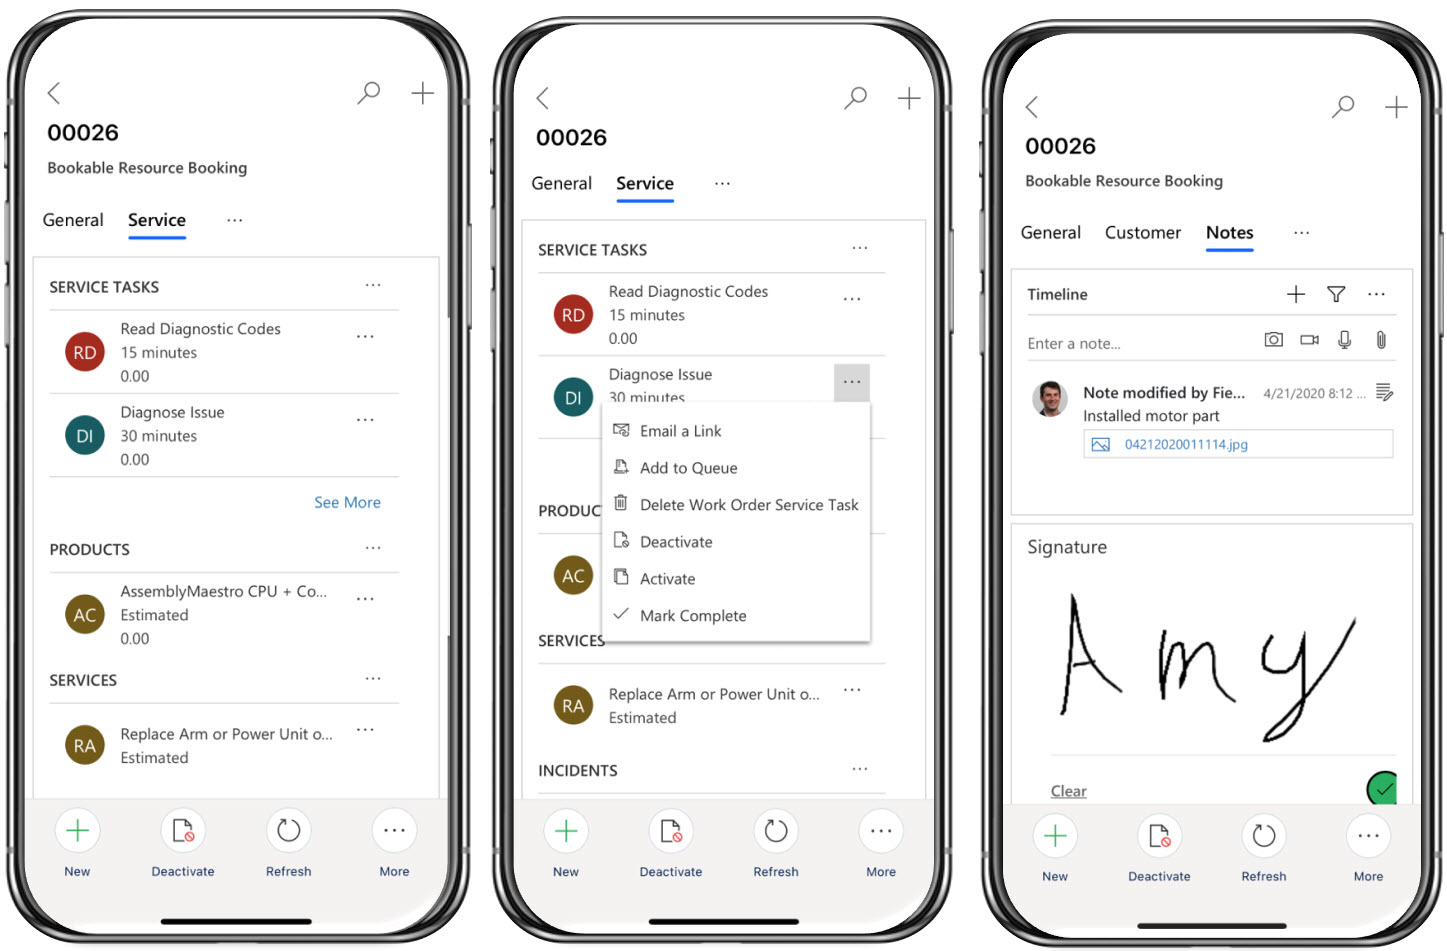 00026
Bookable Resource Booking
General Service ...
SERVICE TASKS ...
RD
Read Diagnostic Codes ...
15 minutes
0.00
DI
Diagnose Issue ...
30 minutes
0.00
See More
PRODUCTS ...
AC
AssemblyMaestro CPU + Co... ...
Estimated
0.00
SERVICES ...
RA
Replace Arm or Power Unit o... ...
Estimated
New Deactivate Refresh More
00026
General Service ...
SERVICE TASKS ...
RD
Read Diagnostic Codes ...
15 minutes
0.00
DI
Diagnose Issue ...
30 minutes
Email a Link
Add to Queue
Delete Work Order Service Task
Deactivate
Activate
Mark Complete
PRODUC
AC
SERVICES
RA
Replace Arm or Power Unit o... ...
Estimated
INCIDENTS ...
New Deactivate Refresh More
00026
Bookable Resource Booking
General Customer Notes ...
Timeline ...
Enter a note...
Note modified by Fie... 4/21/2020 8:12 ...
Installed motor part
04212020011114.jpg
Signature
Amy
Clear
New Deactivate Refresh More